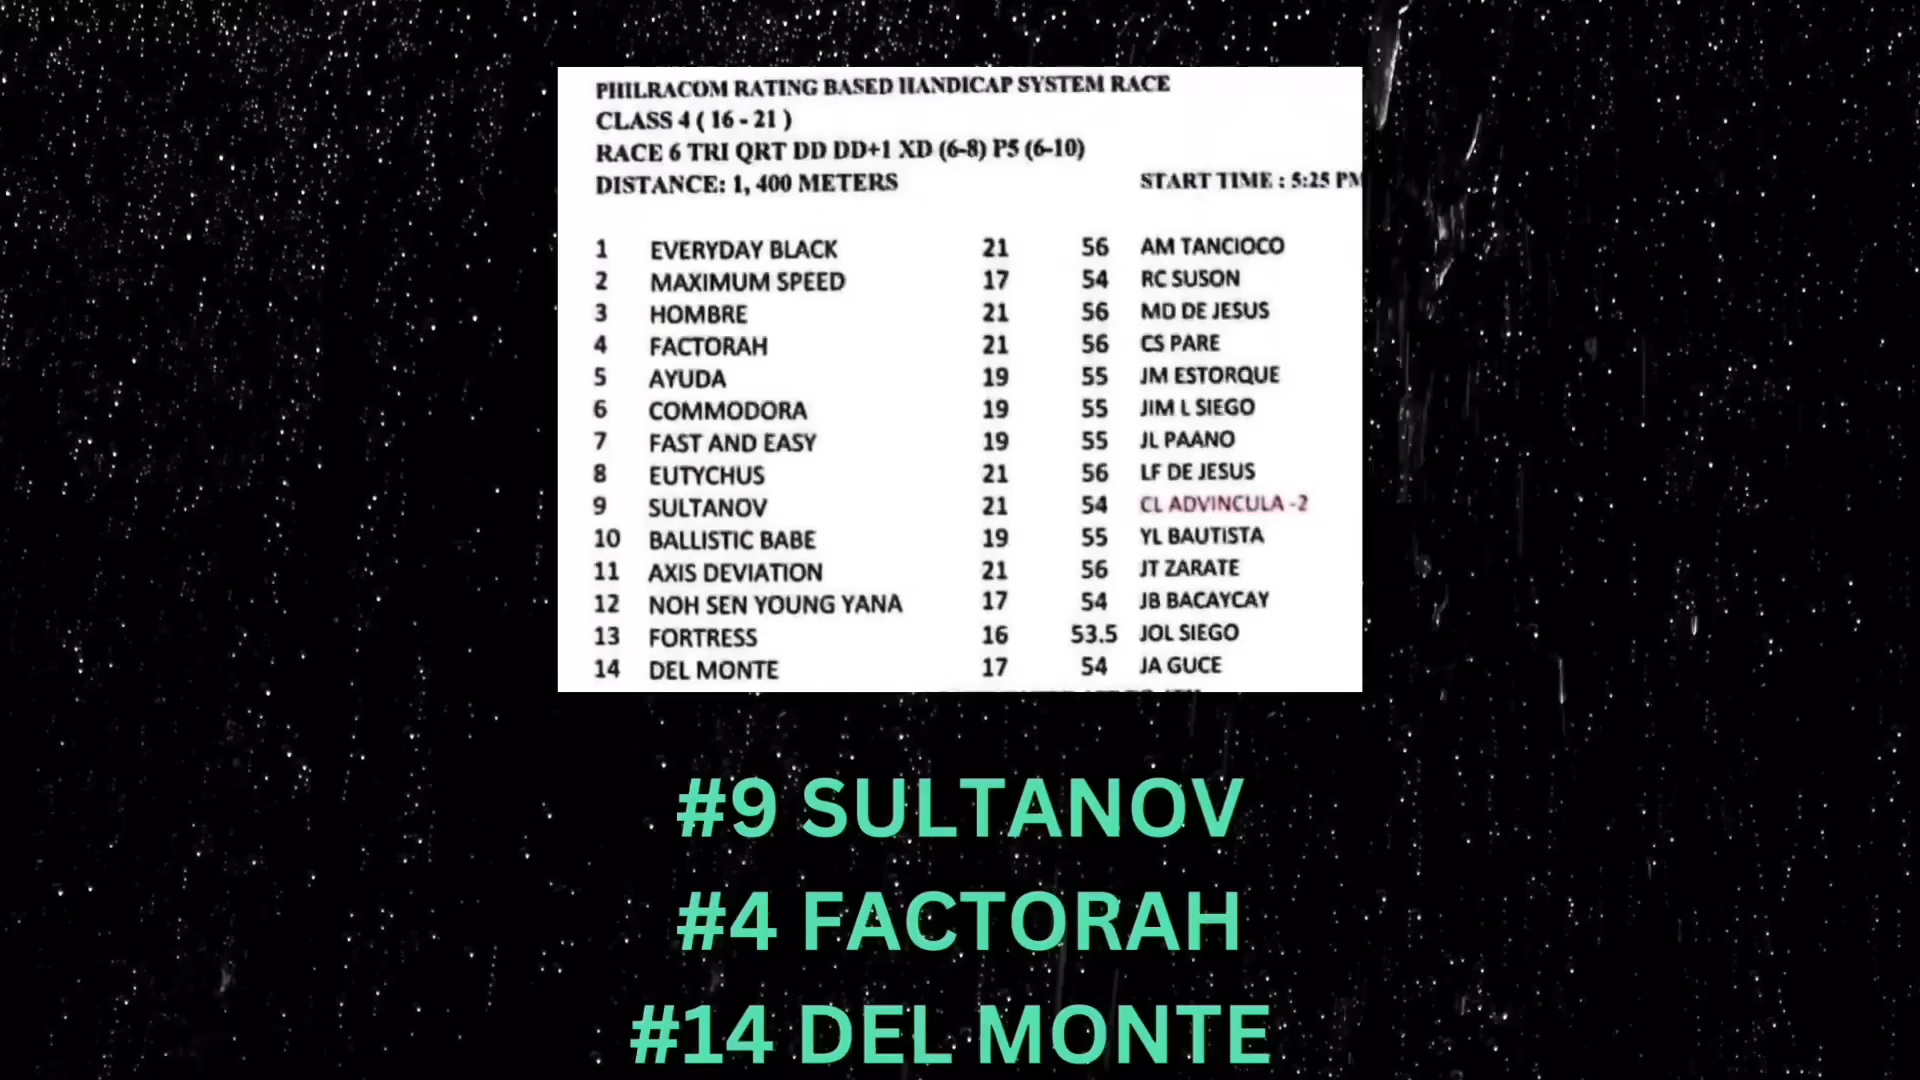 PHILRACOM RATING BASED HANDICAP SYSTEM RACE
CLASS 4 ( 16 - 21 )
RACE 6 TRI QRT DD DD+1 XD (6-8) P5 (6-10)
DISTANCE: 1, 400 METERS START TIME : 5:25 PM
1 EVERYDAY BLACK 21 56 AM TANCIOCO
2 MAXIMUM SPEED 17 54 RC SUSON
3 HOMBRE 21 56 MD DE JESUS
4 FACTORAH 21 56 CS PARE
5 AYUDA 19 55 JM ESTORQUE
6 COMMODORA 19 55 JIM L SIEGO
7 FAST AND EASY 19 55 JL PAANO
8 EUTYCHUS 21 56 LF DE JESUS
9 SULTANOV 21 54 CL ADVINCULA -2
10 BALLISTIC BABE 19 55 YL BAUTISTA
11 AXIS DEVIATION 21 56 JT ZARATE
12 NOH SEN YOUNG YANA 17 54 JB BACAYCAY
13 FORTRESS 16 53.5 JOL SIEGO
14 DEL MONTE 17 54 JA GUCE
#9 SULTANOV
#4 FACTORAH
#14 DEL MONTE